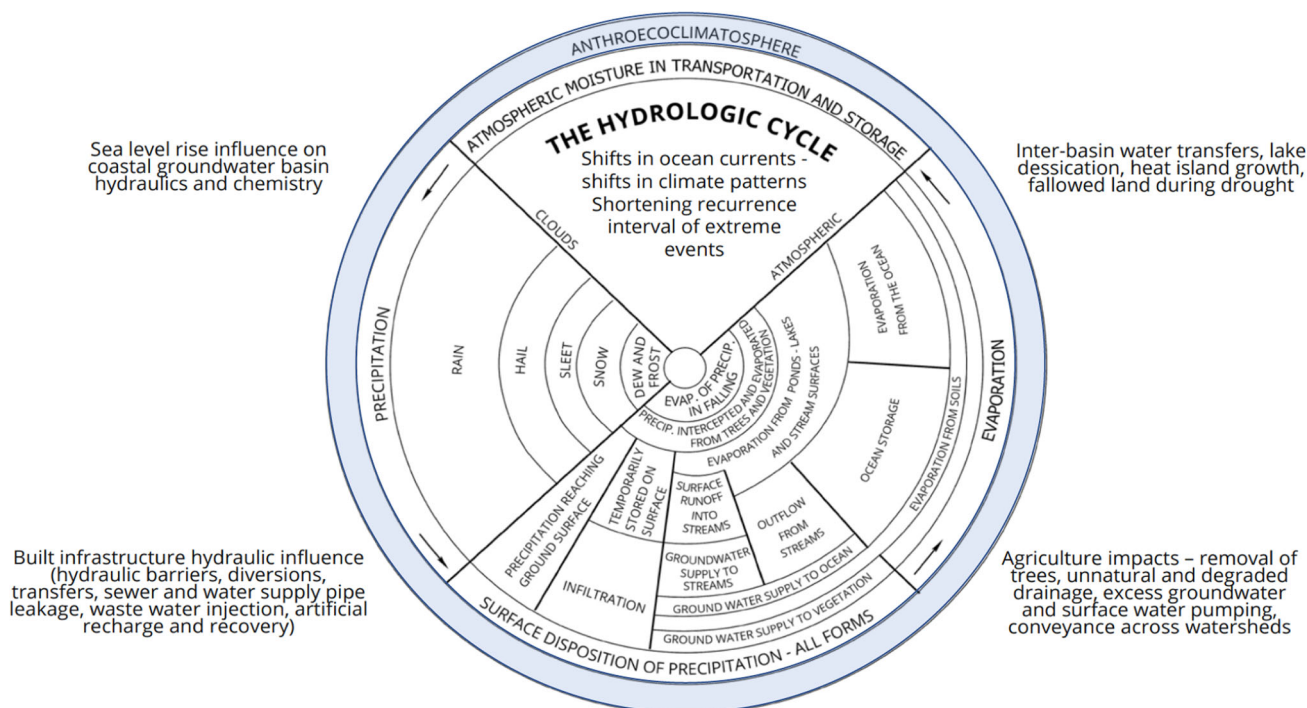 ANTHROECOCLIMATOSPHERE
ATMOSPHERIC MOISTURE IN TRANSPORTATION AND STORAGE
THE HYDROLOGIC CYCLE
Shifts in ocean currents -
shifts in climate patterns
Shortening recurrence
interval of extreme
events
Sea level rise influence on
coastal groundwater basin
hydraulics and chemistry
Inter-basin water transfers, lake
dessication, heat island growth,
fallowed land during drought
CLOUDS
ATMOSPHERIC
PRECIPITATION
RAIN
HAIL
SLEET
SNOW
DEW AND
FROST
EVAP. OF PRECIP.
IN FALLING
PRECIP. INTERCEPTED AND EVAPORATED
FROM TREES AND VEGETATION
EVAPORATION FROM PONDS - LAKES
AND STREAM SURFACES
EVAPORATION
FROM THE OCEAN
OCEAN STORAGE
EVAPORATION FROM SOILS
EVAPORATION
PRECIPITATION REACHING
GROUND SURFACE
TEMPORARILY
STORED ON
SURFACE
INFILTRATION
SURFACE
RUNOFF
INTO
STREAMS
OUTFLOW
FROM
STREAMS
GROUNDWATER
SUPPLY TO
STREAMS
GROUND WATER SUPPLY TO OCEAN
GROUND WATER SUPPLY TO VEGETATION
SURFACE DISPOSITION OF PRECIPITATION - ALL FORMS
Built infrastructure hydraulic influence
(hydraulic barriers, diversions,
transfers, sewer and water supply pipe
leakage, waste water injection, artificial
recharge and recovery)
Agriculture impacts – removal of
trees, unnatural and degraded
drainage, excess groundwater
and surface water pumping,
conveyance across watersheds